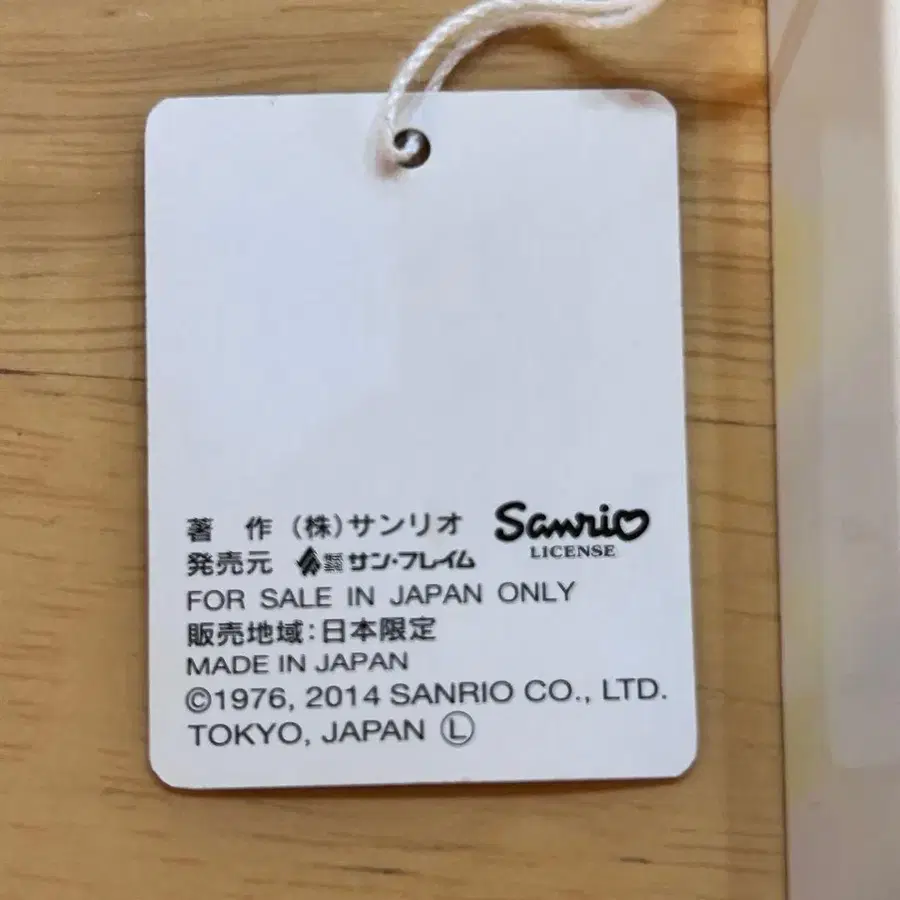 著 作 (株)サンリオ Sanrio
LICENSE
発売元 サン・フレイム
FOR SALE IN JAPAN ONLY
販売地域:日本限定
MADE IN JAPAN
©1976, 2014 SANRIO CO., LTD.
TOKYO, JAPAN Ⓛ